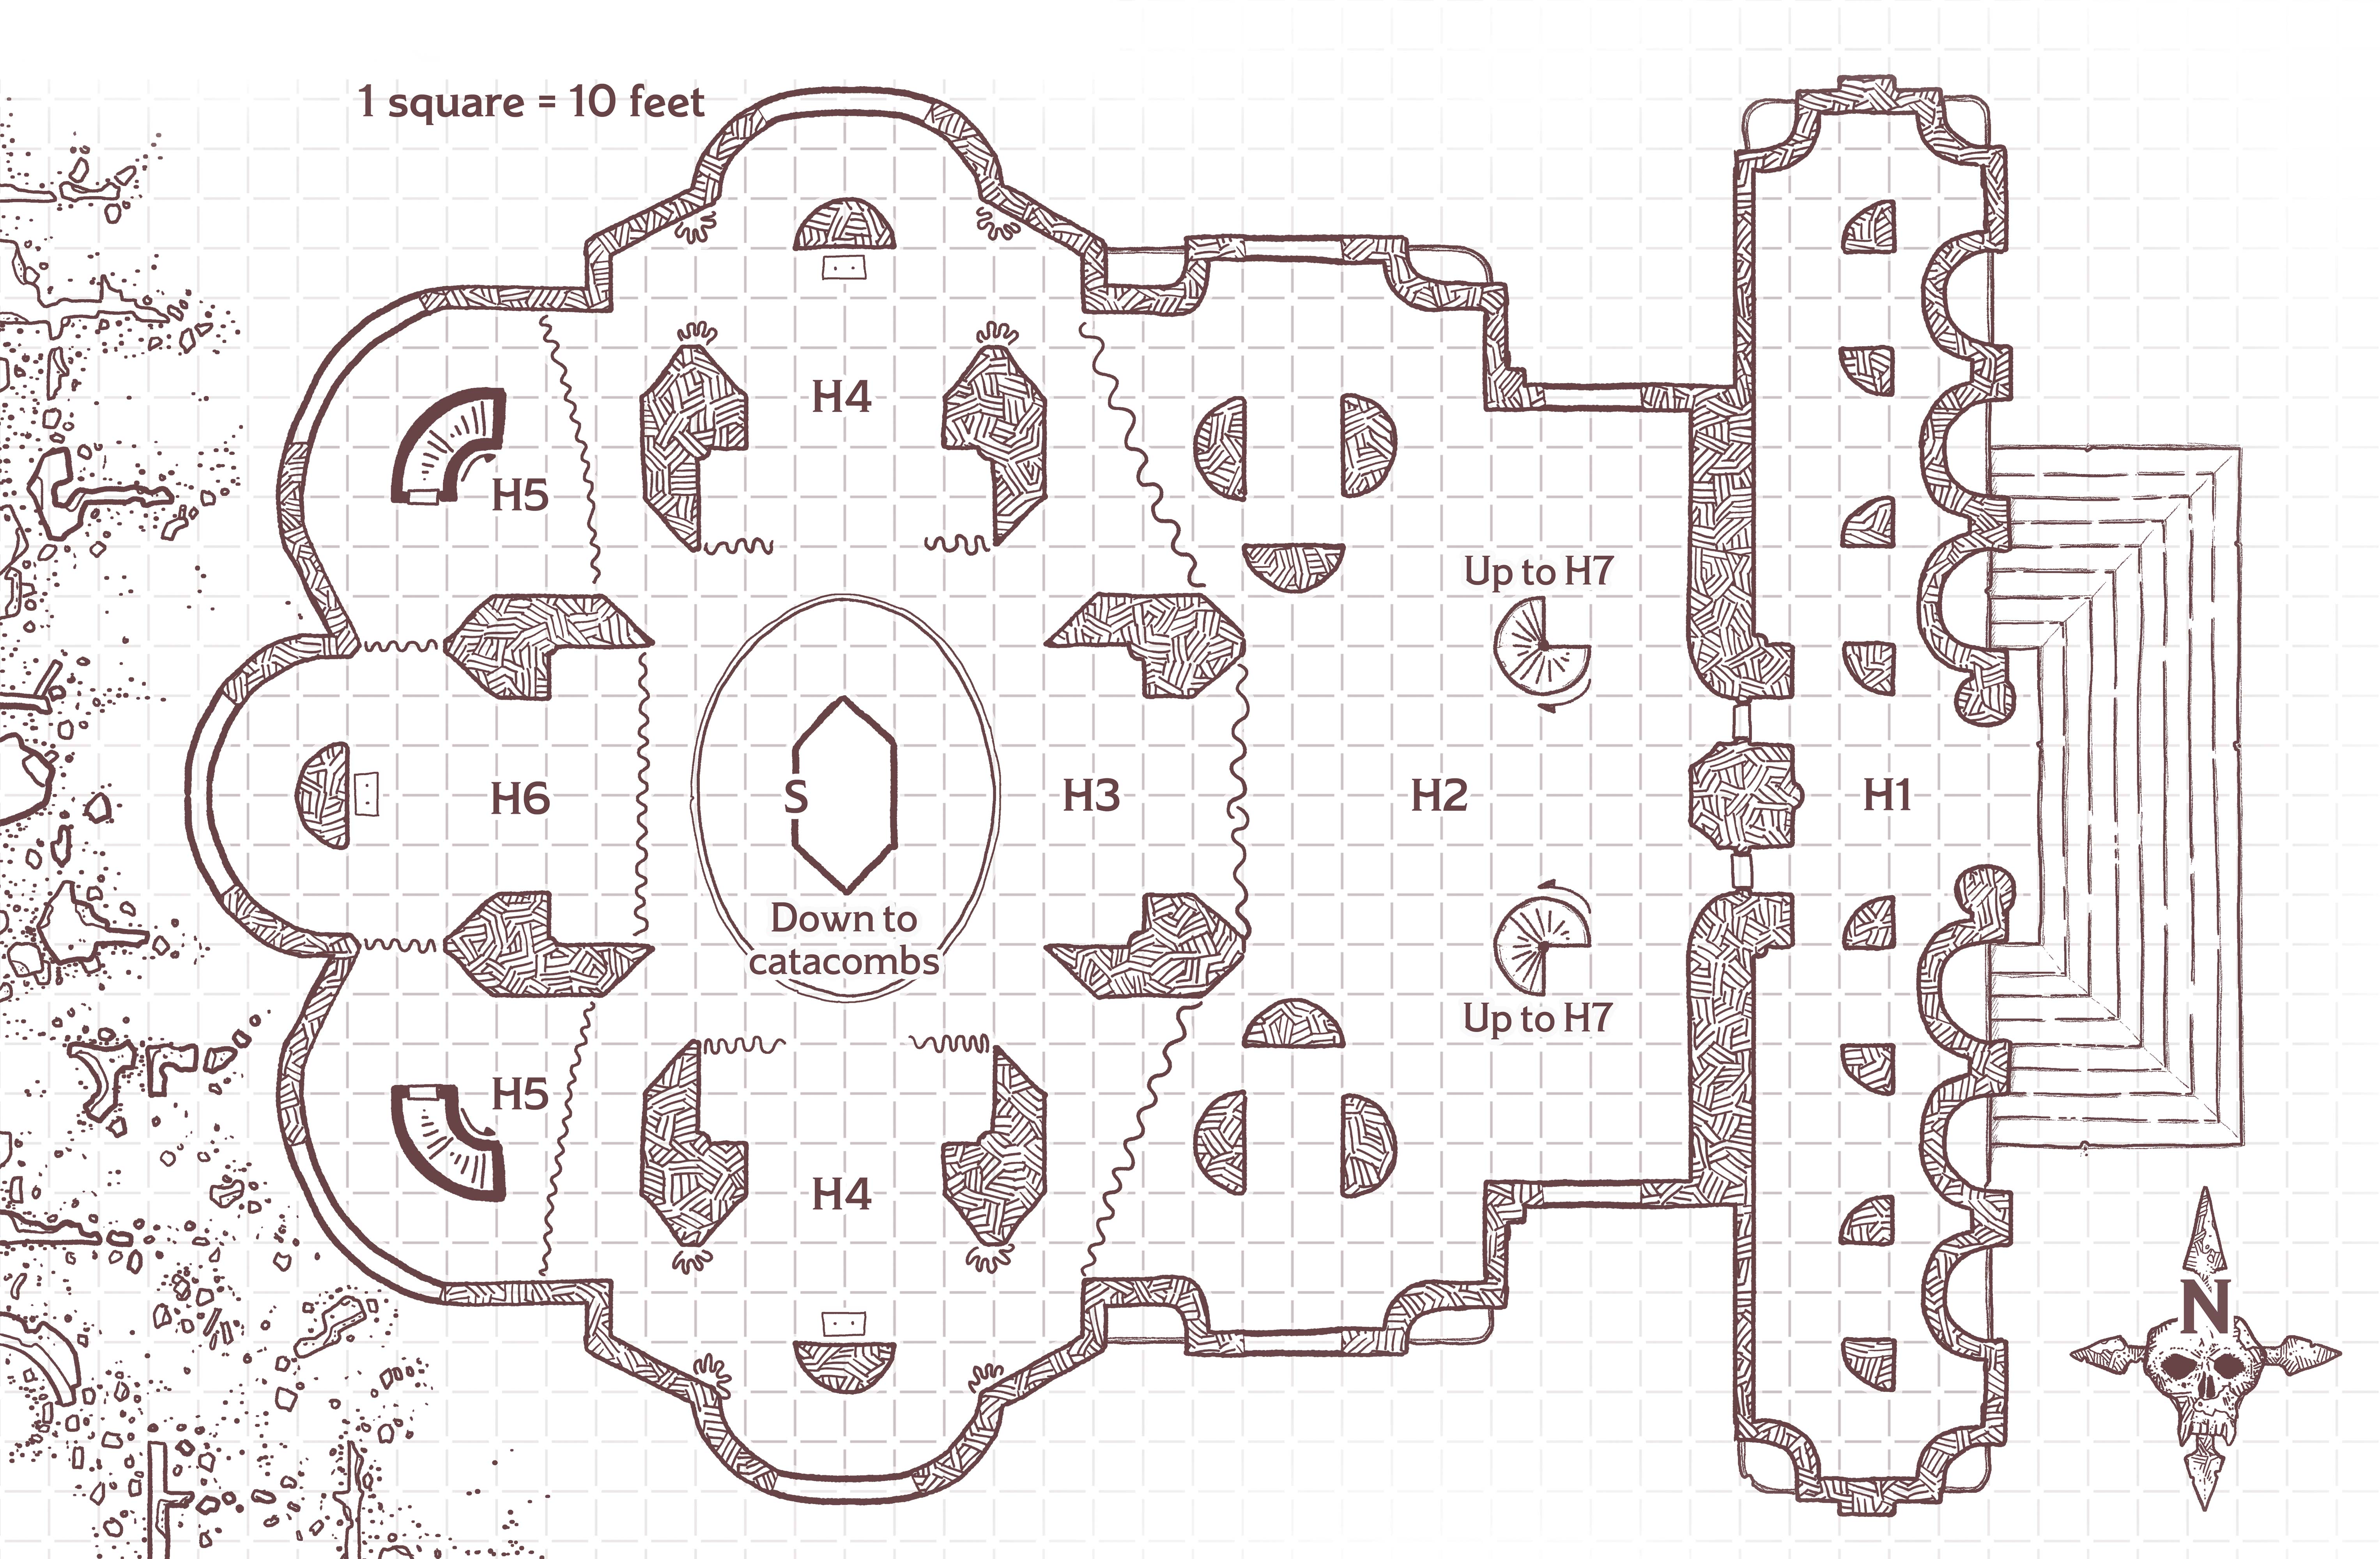 1 square = 10 feet
H4
H5
Up to H7
H6
S
H3
H2
H1
Down to
catacombs
Up to H7
H5
H4
N